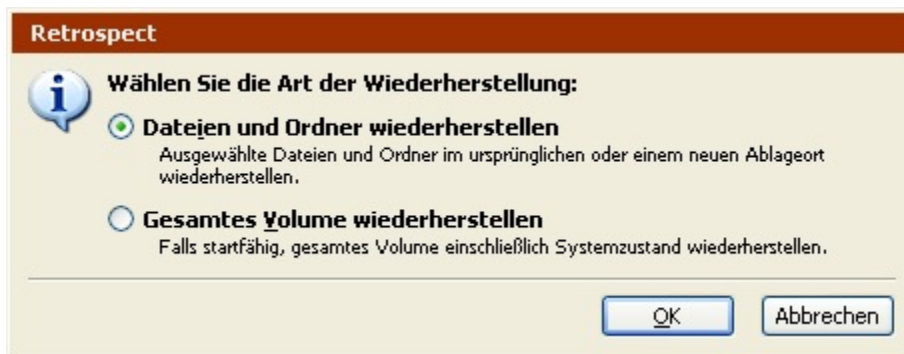 Retrospect
Wählen Sie die Art der Wiederherstellung:
Dateien und Ordner wiederherstellen
Ausgewählte Dateien und Ordner im ursprünglichen oder einem neuen Ablageort
wiederherstellen.
Gesamtes Volume wiederherstellen
Falls startfähig, gesamtes Volume einschließlich Systemzustand wiederherstellen.
OK
Abbrechen